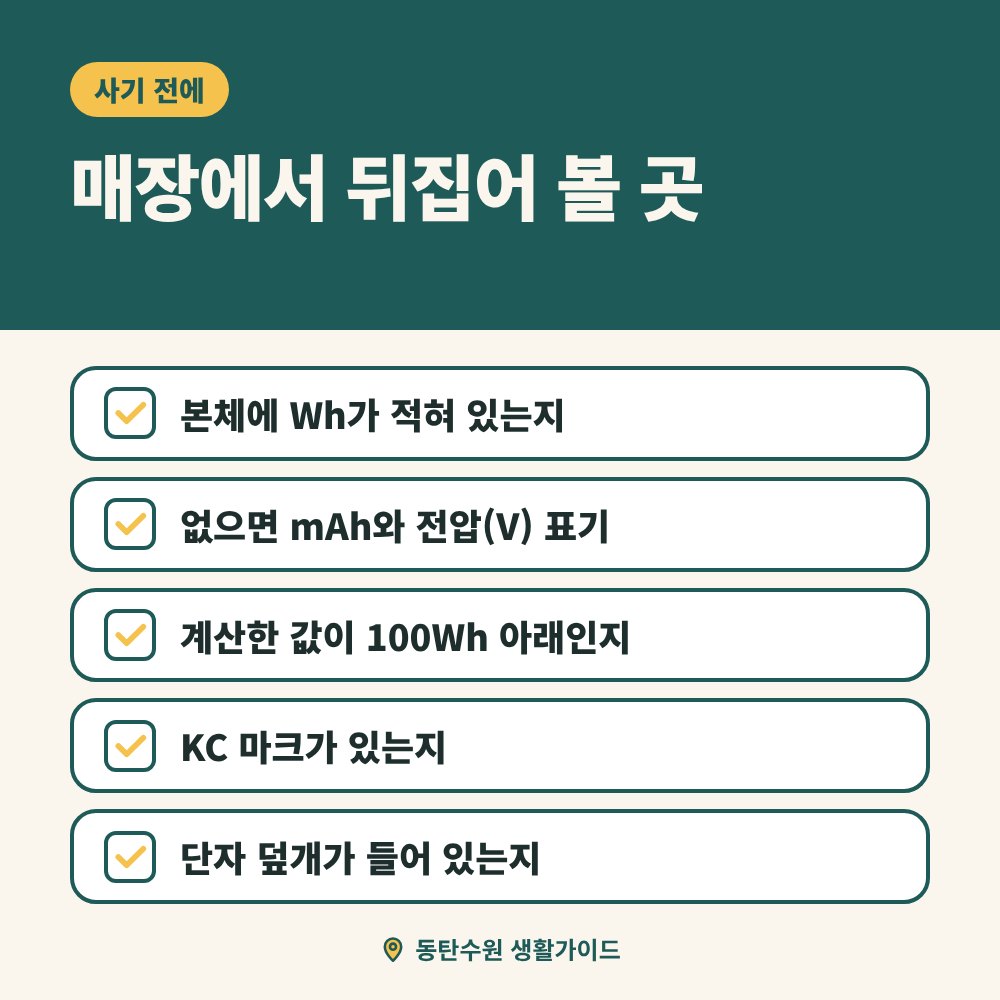 사기 전에
매장에서 뒤집어 볼 곳
본체에 Wh가 적혀 있는지
없으면 mAh와 전압(V) 표기
계산한 값이 100Wh 아래인지
KC 마크가 있는지
단자 덮개가 들어 있는지
동탄수원 생활가이드